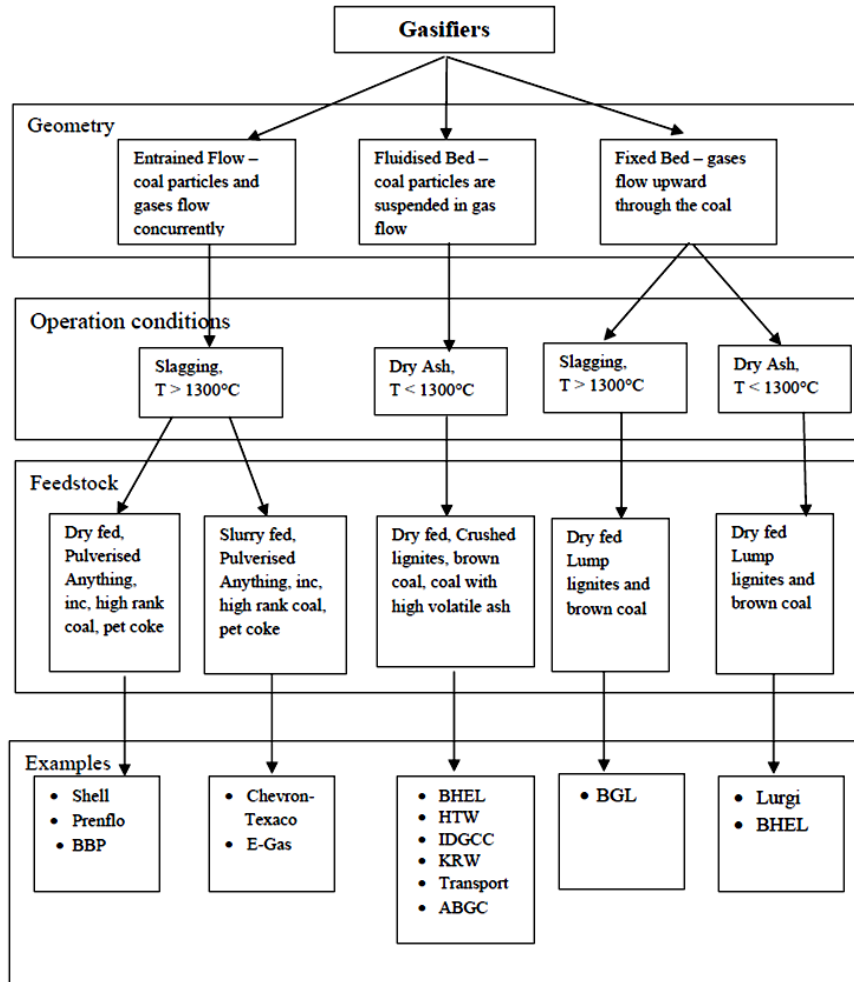 Gasifiers
Geometry
Entrained Flow –
coal particles and
gases flow
concurrently
Fluidised Bed –
coal particles are
suspended in gas
flow
Fixed Bed – gases
flow upward
through the coal
Operation conditions
Slagging,
T > 1300°C
Dry Ash,
T < 1300°C
Slagging,
T > 1300°C
Dry Ash,
T < 1300°C
Feedstock
Dry fed,
Pulverised
Anything,
inc, high rank
coal, pet coke
Slurry fed,
Pulverised
Anything, inc,
high rank coal,
pet coke
Dry fed, Crushed
lignites, brown
coal, coal with
high volatile ash
Dry fed
Lump
lignites and
brown coal
Dry fed
Lump
lignites and
brown coal
Examples
• Shell
• Prenflo
• BBP
• Chevron-
Texaco
• E-Gas
• BHEL
• HTW
• IDGCC
• KRW
• Transport
• ABGC
• BGL
• Lurgi
• BHEL